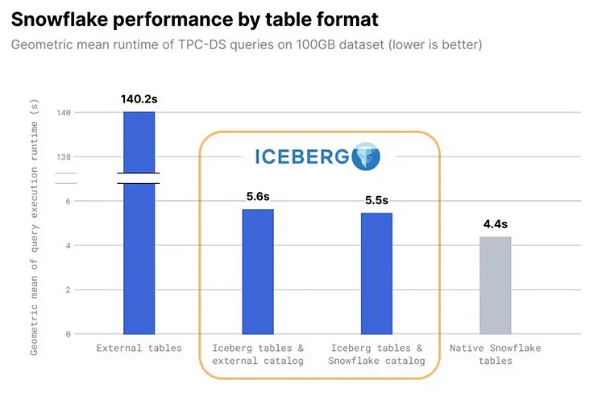 Snowflake performance by table format
Geometric mean runtime of TPC-DS queries on 100GB dataset (lower is better)
Geometric mean of query execution runtime (s)
140
138
6
4
2
0
140.2s
ICEBERG
5.6s
5.5s
4.4s
External tables
Iceberg tables &
external catalog
Iceberg tables &
Snowflake catalog
Native Snowflake
tables